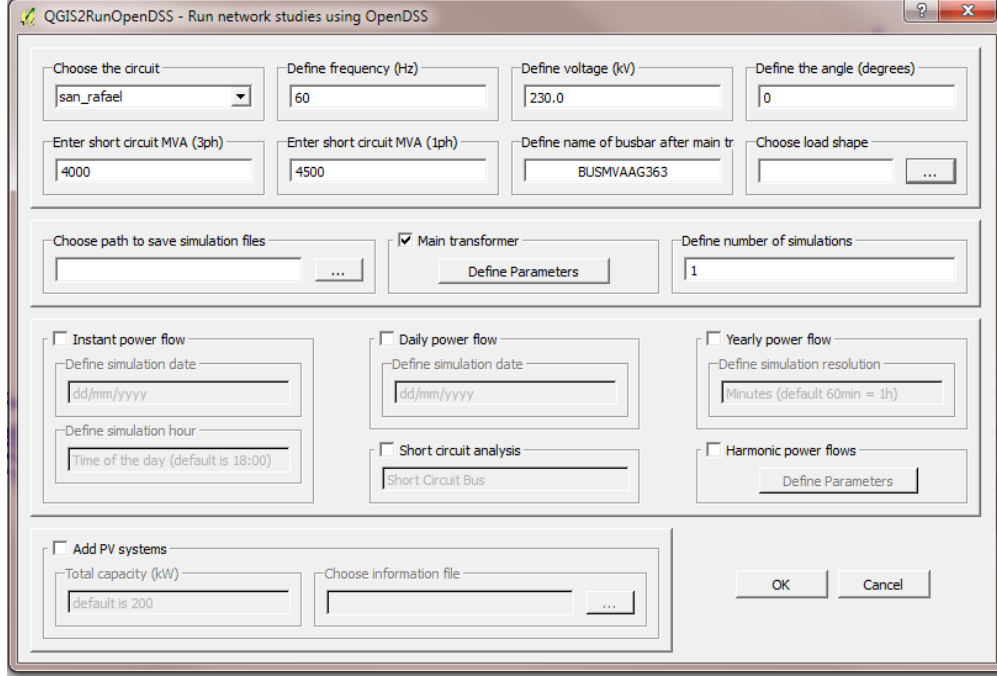 QGIS2RunOpenDSS - Run network studies using OpenDSS
Choose the circuit
Define frequency (Hz)
Define voltage (kV)
Define the angle (degrees)
san_rafael
60
230.0
0
Enter short circuit MVA (3ph)
Enter short circuit MVA (1ph)
Define name of busbar after main tr
Choose load shape
4000
4500
BUSMVAAG363
...
Choose path to save simulation files
Main transformer
Define number of simulations
...
Define Parameters
1
Instant power flow
Daily power flow
Yearly power flow
Define simulation date
Define simulation date
Define simulation resolution
dd/mm/yyyy
dd/mm/yyyy
Minutes (default 60min = 1h)
Define simulation hour
Short circuit analysis
Harmonic power flows
Time of the day (default is 18:00)
Short Circuit Bus
Define Parameters
Add PV systems
Total capacity (kW)
Choose information file
default is 200
...
OK
Cancel